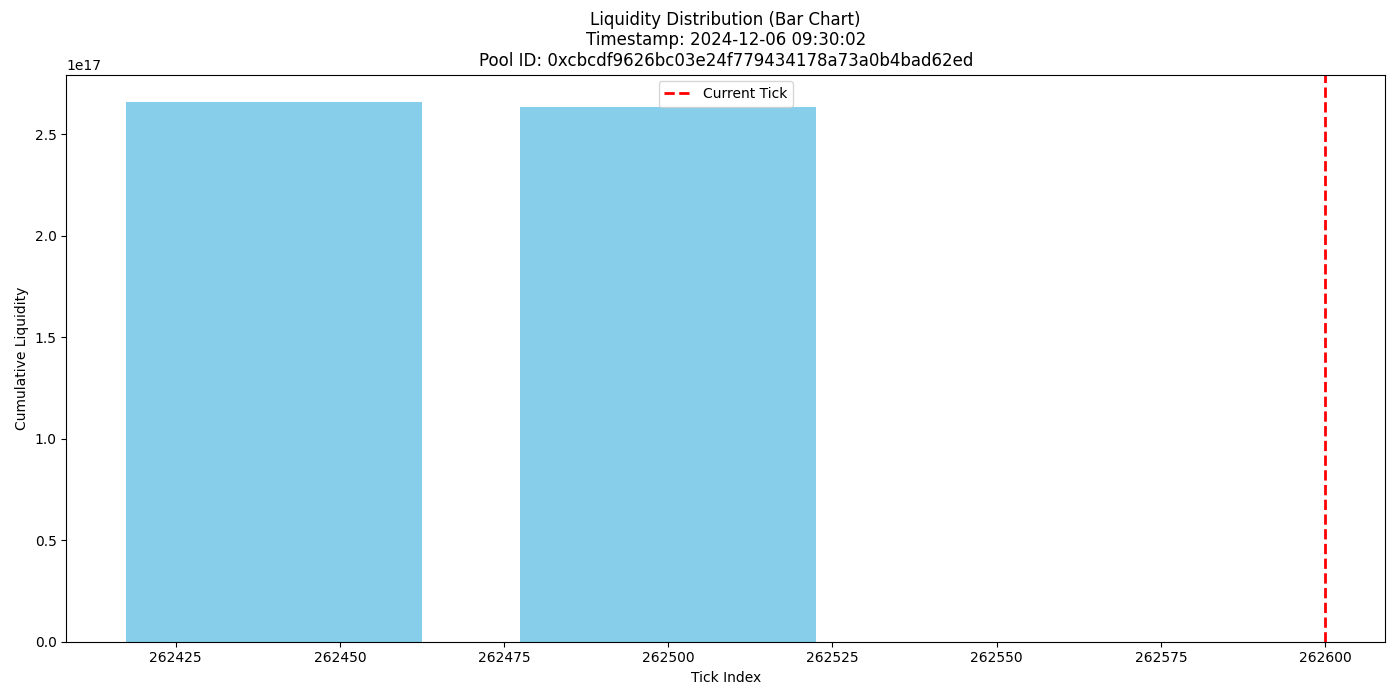 Liquidity Distribution (Bar Chart)
Timestamp: 2024-12-06 09:30:02
Pool ID: 0xcbcdf9626bc03e24f779434178a73a0b4bad62ed
1e17
Current Tick
2.5
2.0
1.5
1.0
0.5
0.0
Cumulative Liquidity
262425 262450 262475 262500 262525 262550 262575 262600
Tick Index